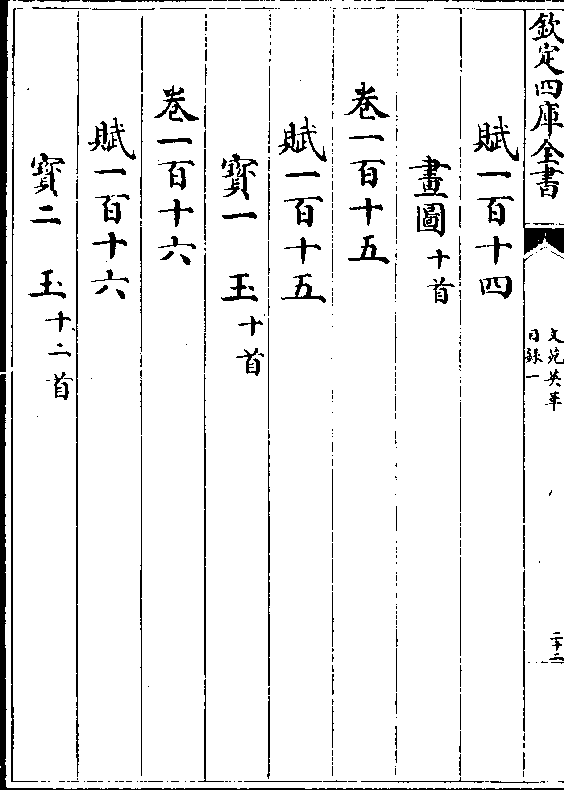 欽定四庫全書
文苑英華
目錄一
二十二
賦一百十四
畫圖十首
卷一百十五
賦一百十五
寳一　玉十首
卷一百十六
賦一百十六
寳二　玉十二首